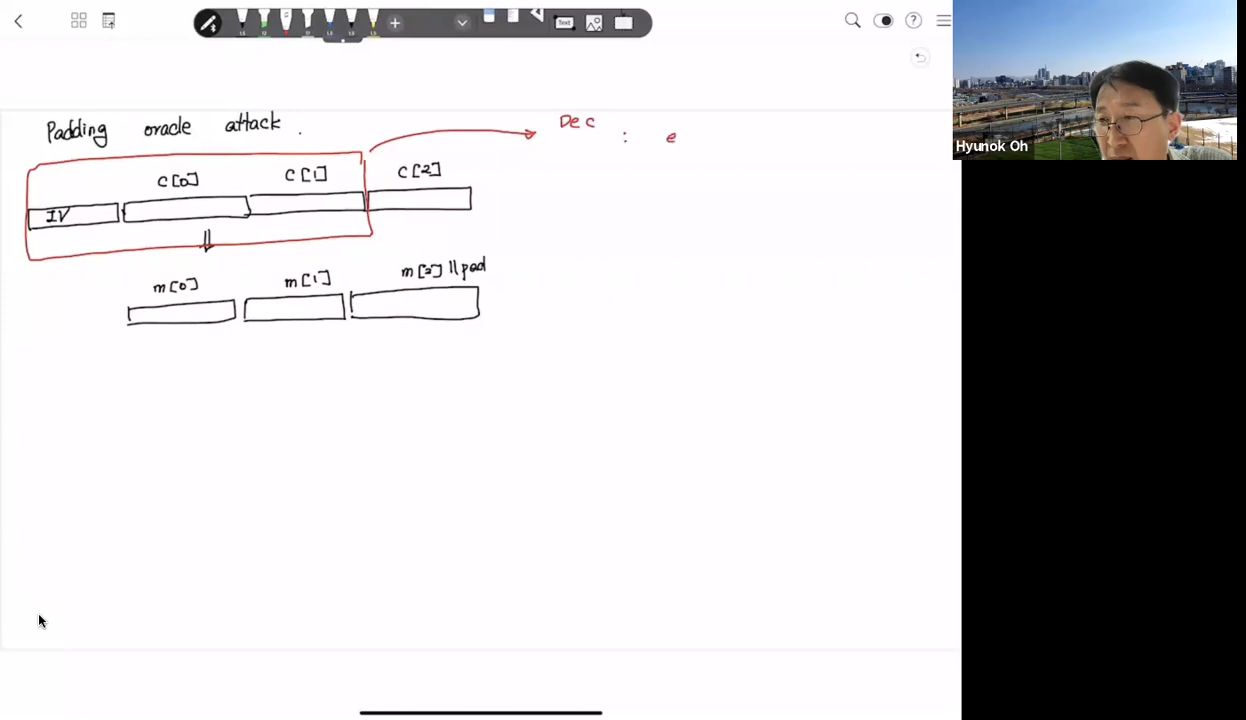 Text
Padding oracle attack.
Dec : e
C[0] C[1] C[2]
IV
m[0] m[1] m[2] || pad
Hyunok Oh